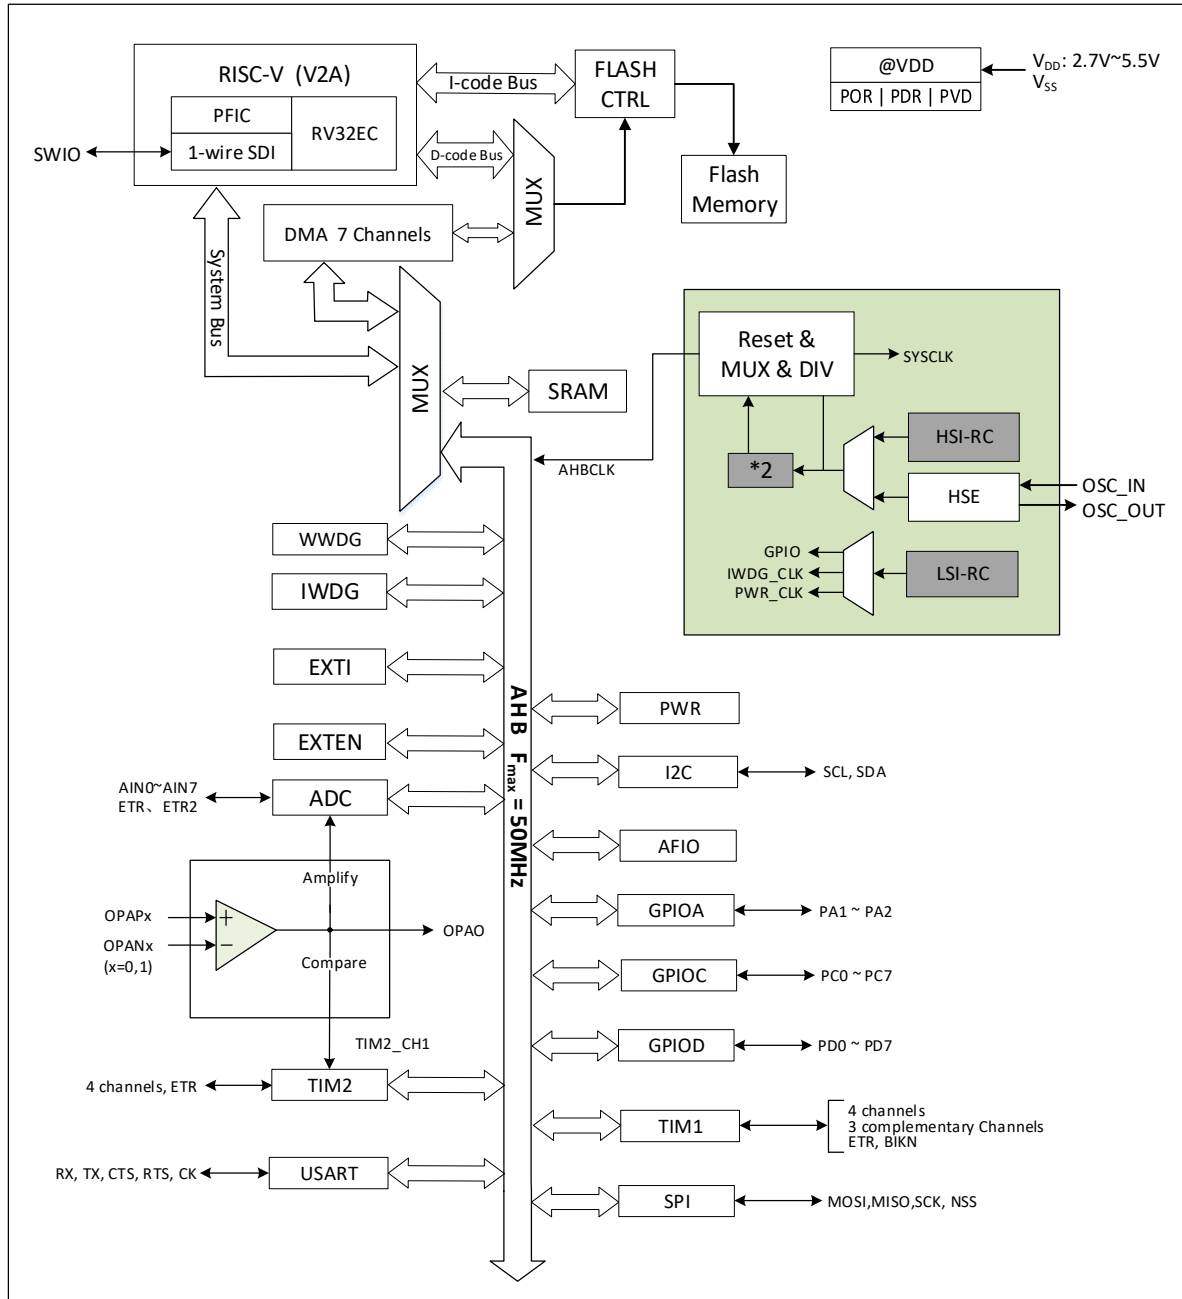 RISC-V (V2A)
PFIC
1-wire SDI
RV32EC
SWIO
I-code Bus
D-code Bus
FLASH
CTRL
Flash
Memory
MUX
@VDD
POR | PDR | PVD
VDD: 2.7V~5.5V
VSS
DMA 7 Channels
System Bus
MUX
SRAM
Reset &
MUX & DIV
SYSCLK
AHBCLK
*2
HSI-RC
HSE
OSC_IN
OSC_OUT
GPIO
IWDG_CLK
PWR_CLK
LSI-RC
AHB Fmax = 50MHz
WWDG
IWDG
EXTI
EXTEN
AIN0~AIN7
ETR、ETR2
ADC
Amplify
OPAPx
OPANx
(x=0,1)
+
−
OPAO
Compare
TIM2_CH1
4 channels, ETR
TIM2
RX, TX, CTS, RTS, CK
USART
PWR
I2C
SCL, SDA
AFIO
GPIOA
PA1 ~ PA2
GPIOC
PC0 ~ PC7
GPIOD
PD0 ~ PD7
TIM1
4 channels
3 complementary Channels
ETR, BIKN
SPI
MOSI,MISO,SCK, NSS